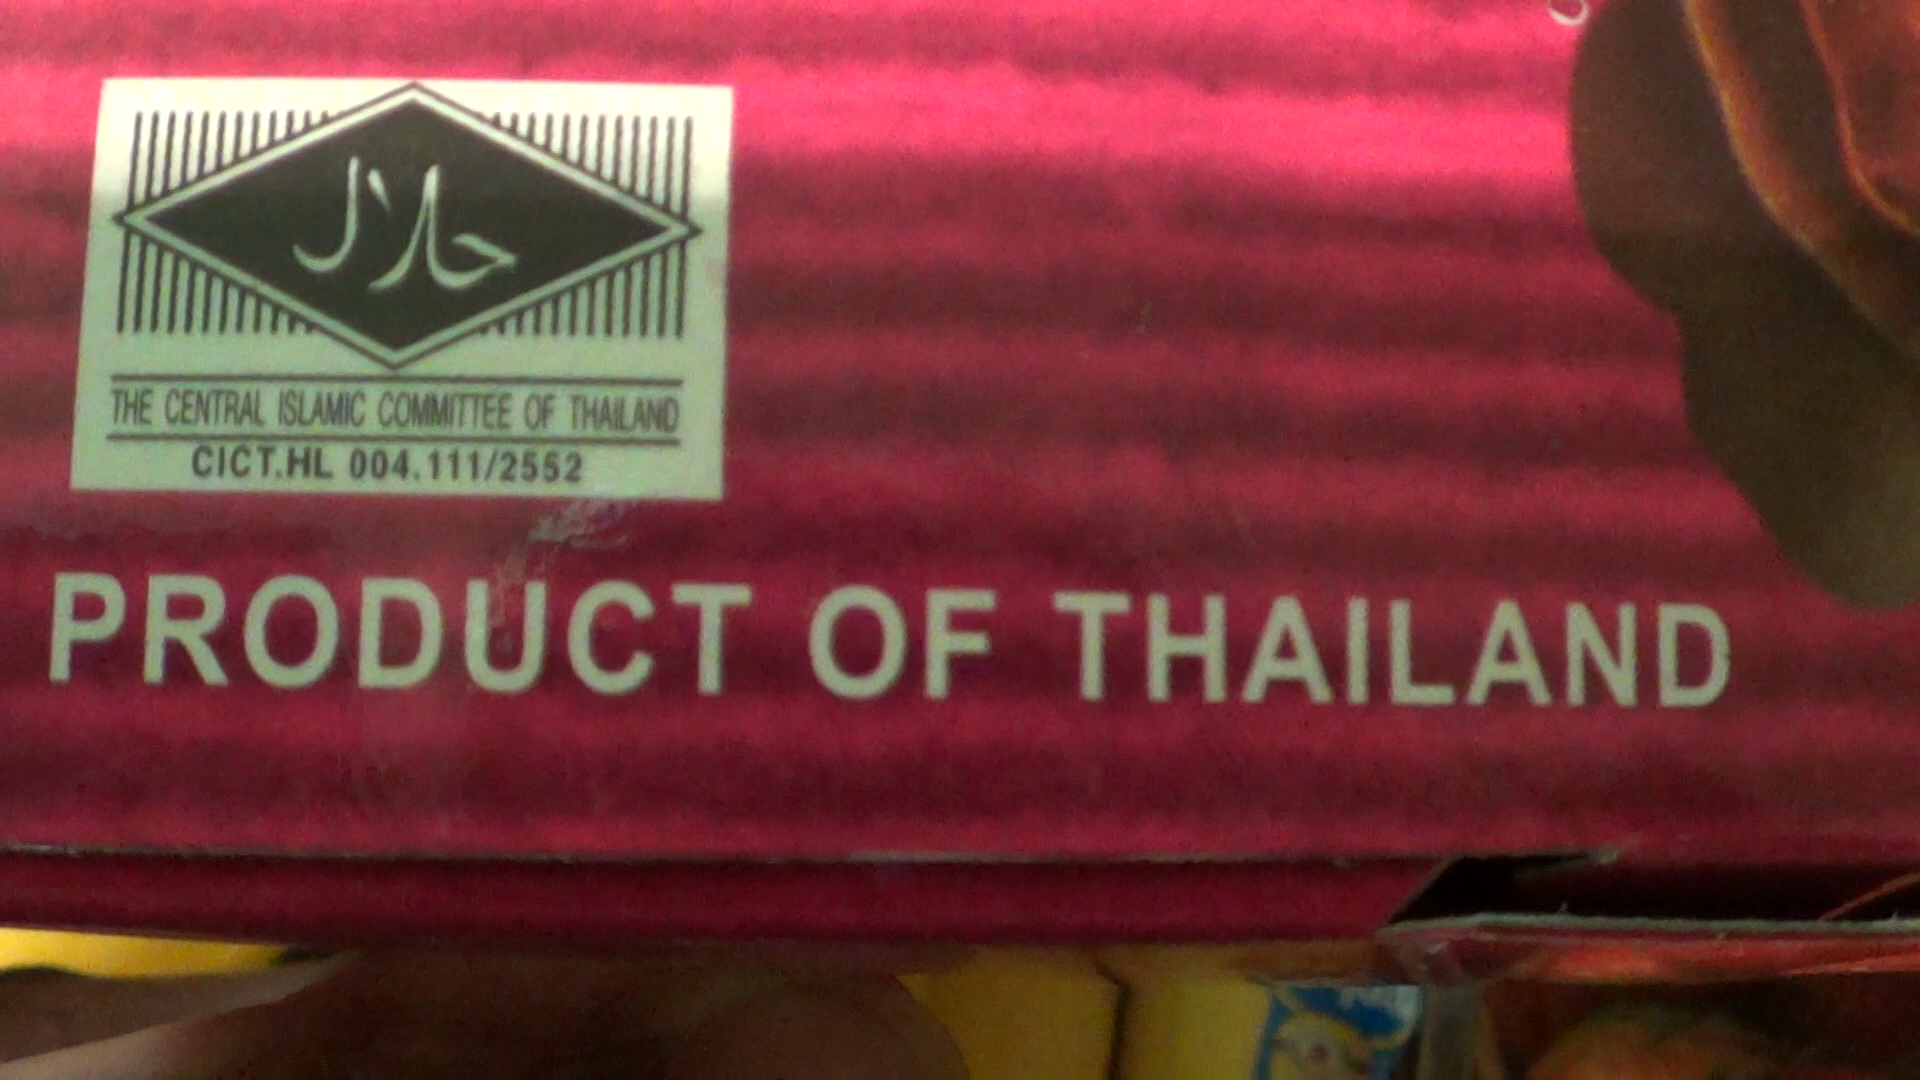 حلال
THE CENTRAL ISLAMIC COMMITTEE OF THAILAND
CICT.HL 004.111/2552
PRODUCT OF THAILAND